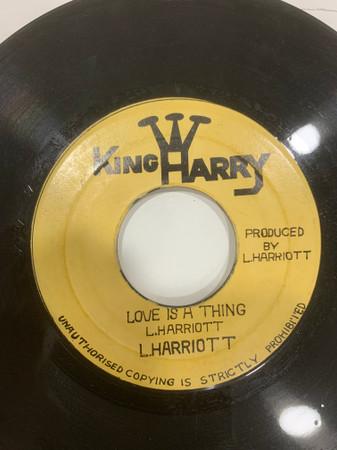 KING HARRY
PRODUCED
BY
L.HARRIOTT
LOVE IS A THING
L.HARRIOTT
L.HARRIOTT
UNAUTHORISED COPYING IS STRICTLY PROHIBITED